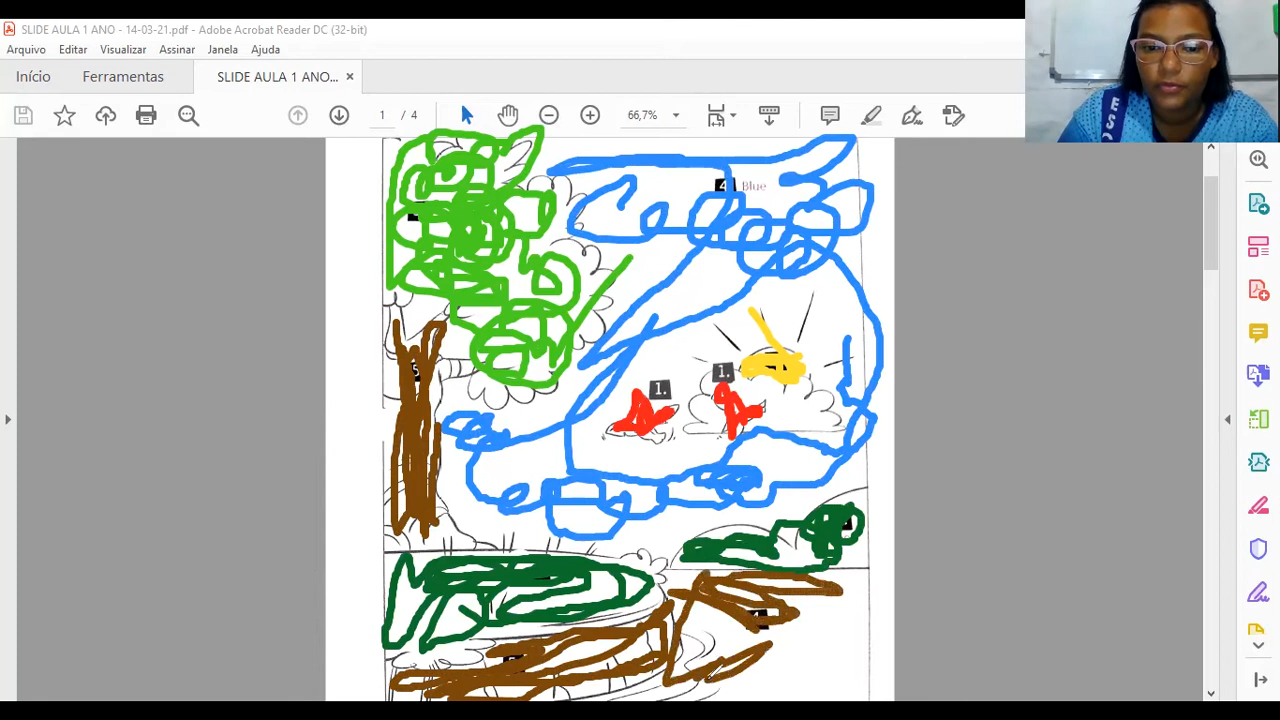 SLIDE AULA 1 ANO - 14-03-21.pdf - Adobe Acrobat Reader DC (32-bit)
Arquivo Editar Visualizar Assinar Janela Ajuda
Início Ferramentas SLIDE AULA 1 ANO... ×
1 / 4 66,7%
4 Blue
5
1. 1.